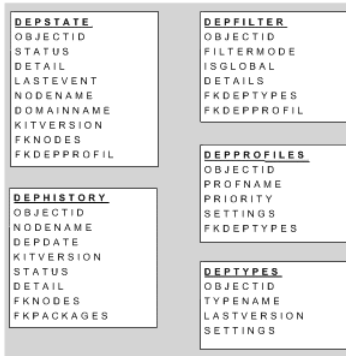 DEPSTATE
OBJECTID
STATUS
DETAIL
LASTEVENT
NODENAME
DOMAINNAME
KITVERSION
FKNODES
FKDEPPROFIL
DEPHISTORY
OBJECTID
NODENAME
DEPDATE
KITVERSION
STATUS
DETAIL
FKNODES
FKPACKAGES
DEPFILTER
OBJECTID
FILTERMODE
ISGLOBAL
DETAILS
FKDEPTYPES
FKDEPPROFIL
DEPPROFILES
OBJECTID
PROFNAME
PRIORITY
SETTINGS
FKDEPTYPES
DEPTYPES
OBJECTID
TYPENAME
LASTVERSION
SETTINGS